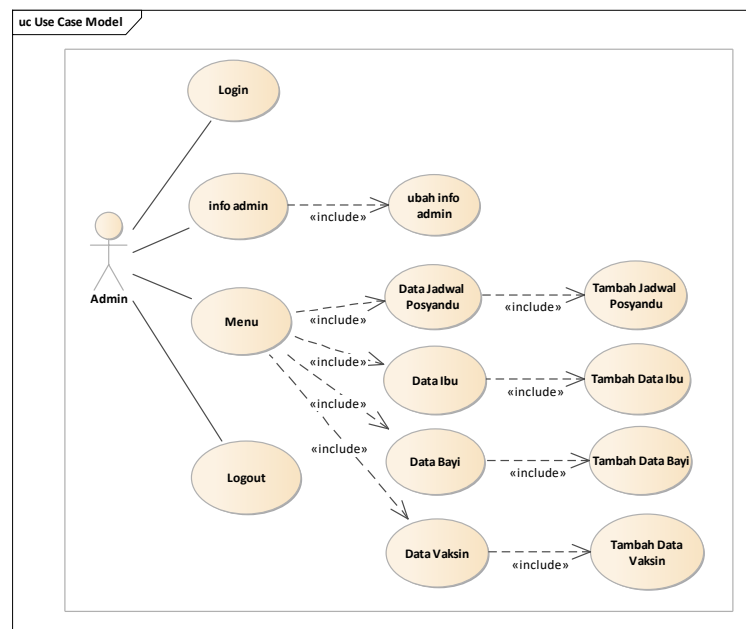 uc Use Case Model
Login
info admin
«include»
ubah info
admin
Admin
Menu
«include»
Data Jadwal
Posyandu
«include»
Tambah Jadwal
Posyandu
«include»
Data Ibu
«include»
Tambah Data Ibu
«include»
Data Bayi
«include»
Tambah Data Bayi
«include»
Logout
Data Vaksin
«include»
Tambah Data
Vaksin